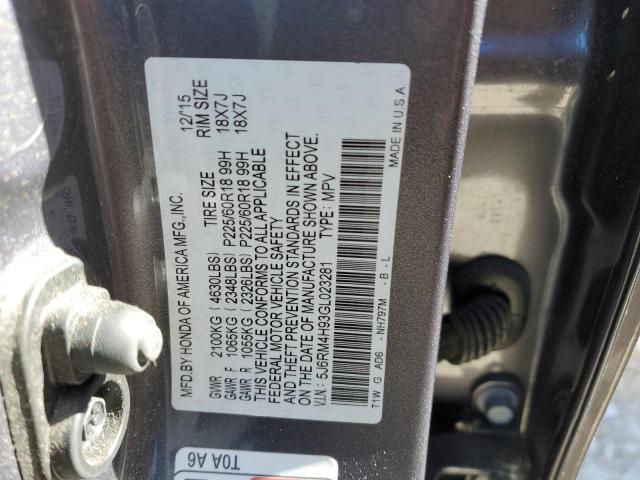 MFD.BY HONDA OF AMERICA MFG.,INC. 12/15
TIRE SIZE RIM SIZE
GVWR 2100KG (4630LBS)
GAWR F 1065KG (2348LBS) P225/60R18 99H 18X7J
GAWR R 1055KG (2326LBS) P225/60R18 99H 18X7J
THIS VEHICLE CONFORMS TO ALL APPLICABLE
FEDERAL MOTOR VEHICLE SAFETY
AND THEFT PREVENTION STANDARDS IN EFFECT
ON THE DATE OF MANUFACTURE SHOWN ABOVE.
V.I.N.: 5J6RM4H93GL023281 TYPE: MPV
T1W G AD6 - NH797M - B - L MADE IN U.S.A.
T0A A6